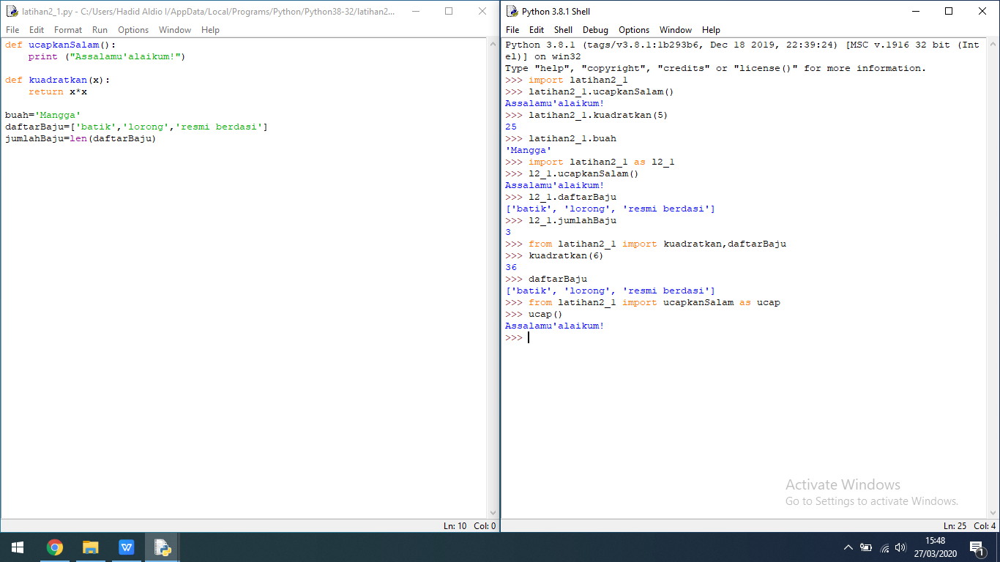 latihan2_1.py - C:/Users/Hadid Aldio I/AppData/Local/Programs/Python/Python38-32/latihan2...
File Edit Format Run Options Window Help
def ucapkanSalam():
    print ("Assalamu'alaikum!")
def kuadratkan(x):
    return x*x
buah='Mangga'
daftarBaju=['batik','lorong','resmi berdasi']
jumlahBaju=len(daftarBaju)
Ln: 10 Col: 0
Python 3.8.1 Shell
File Edit Shell Debug Options Window Help
Python 3.8.1 (tags/v3.8.1:1b293b6, Dec 18 2019, 22:39:24) [MSC v.1916 32 bit (Int
el)] on win32
Type "help", "copyright", "credits" or "license()" for more information.
>>> import latihan2_1
>>> latihan2_1.ucapkanSalam()
Assalamu'alaikum!
>>> latihan2_1.kuadratkan(5)
25
>>> latihan2_1.buah
'Mangga'
>>> import latihan2_1 as l2_1
>>> l2_1.ucapkanSalam()
Assalamu'alaikum!
>>> l2_1.daftarBaju
['batik', 'lorong', 'resmi berdasi']
>>> l2_1.jumlahBaju
3
>>> from latihan2_1 import kuadratkan,daftarBaju
>>> kuadratkan(6)
36
>>> daftarBaju
['batik', 'lorong', 'resmi berdasi']
>>> from latihan2_1 import ucapkanSalam as ucap
>>> ucap()
Assalamu'alaikum!
>>>
Activate Windows
Go to Settings to activate Windows.
Ln: 25 Col: 4
W
15:48
27/03/2020
1